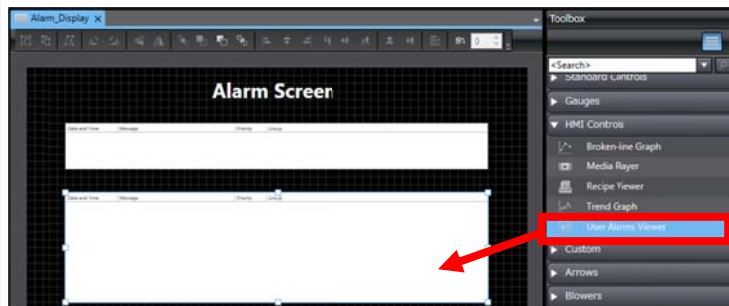 Alarm_Display ×
Toolbox
0
<Search>
Standard Controls
Alarm Screen
Gauges
HMI Controls
Date and Time Message Priority Group
Broken-line Graph
Media Player
Recipe Viewer
Date and Time Message Priority Group
Trend Graph
User Alarms Viewer
Custom
Arrows
Blowers